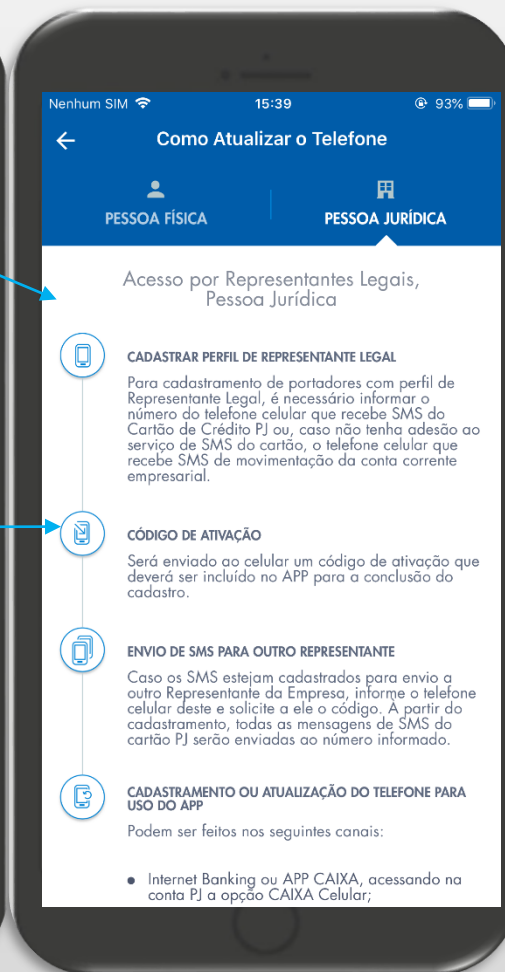 Nenhum SIM 15:39 93%
Como Atualizar o Telefone
PESSOA FÍSICA PESSOA JURÍDICA
Acesso por Representantes Legais,
Pessoa Jurídica
CADASTRAR PERFIL DE REPRESENTANTE LEGAL
Para cadastramento de portadores com perfil de
Representante Legal, é necessário informar o
número do telefone celular que recebe SMS do
Cartão de Crédito PJ ou, caso não tenha adesão ao
serviço de SMS do cartão, o telefone celular que
recebe SMS de movimentação da conta corrente
empresarial.
CÓDIGO DE ATIVAÇÃO
Será enviado ao celular um código de ativação que
deverá ser incluído no APP para a conclusão do
cadastro.
ENVIO DE SMS PARA OUTRO REPRESENTANTE
Caso os SMS estejam cadastrados para envio a
outro Representante da Empresa, informe o telefone
celular deste e solicite a ele o código. À partir do
cadastramento, todas as mensagens de SMS do
cartão PJ serão enviadas ao número informado.
CADASTRAMENTO OU ATUALIZAÇÃO DO TELEFONE PARA
USO DO APP
Podem ser feitos nos seguintes canais:
• Internet Banking ou APP CAIXA, acessando na
conta PJ a opção CAIXA Celular;